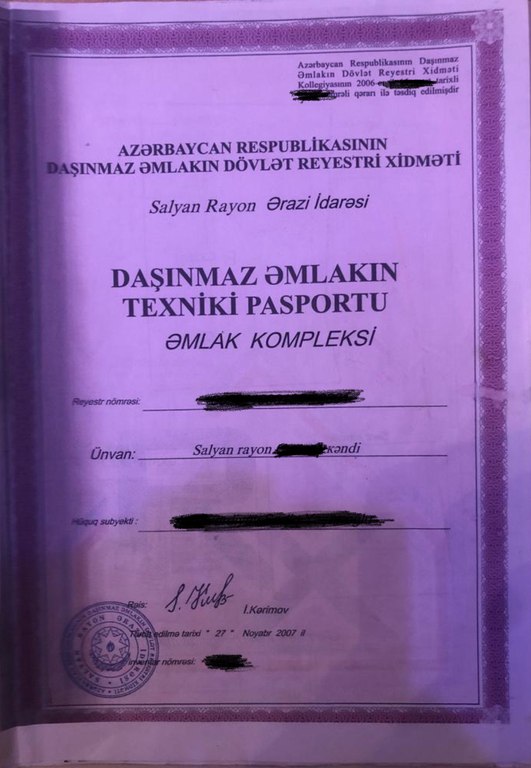 Azərbaycan Respublikasının Daşınmaz
Əmlakın Dövlət Reyestri Xidməti
Kollegiyasının 2006 tarixli
qərarı ilə təsdiq edilmişdir
AZƏRBAYCAN RESPUBLİKASININ
DAŞINMAZ ƏMLAKIN DÖVLƏT REYESTRİ XİDMƏTİ
Salyan Rayon Ərazi İdarəsi
DAŞINMAZ ƏMLAKIN
TEXNİKİ PASPORTU
ƏMLAK KOMPLEKSİ
Reyestr nömrəsi:
Ünvan: Salyan rayon kəndi
Hüquq subyekti :
Rəis: İ.Kərimov
Tərtib edilmə tarixi " 27 " Noyabr 2007 il
İnventar nömrəsi: